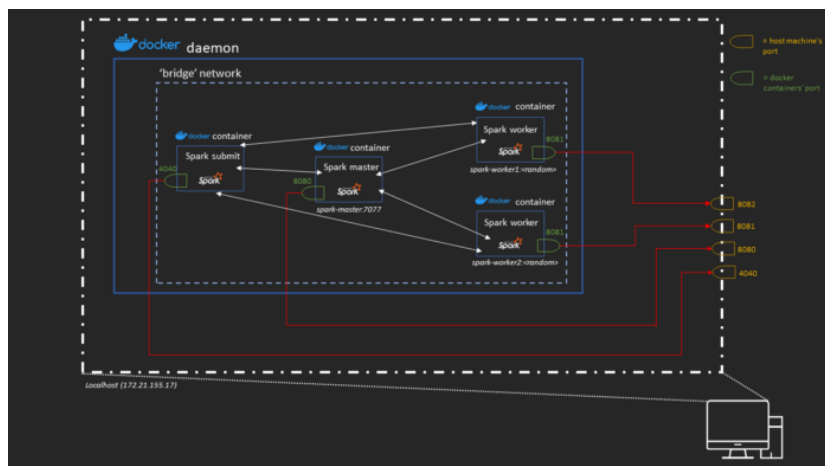 docker daemon
'bridge' network
docker container
Spark submit
Spark
4040
docker container
Spark master
Spark
8080
spark-master:7077
docker container
Spark worker
Spark
8081
spark-worker1:<random>
docker container
Spark worker
Spark
8081
spark-worker2:<random>
= host machine's
port
= docker
containers' port
8082
8081
8080
4040
Localhost (172.21.155.17)